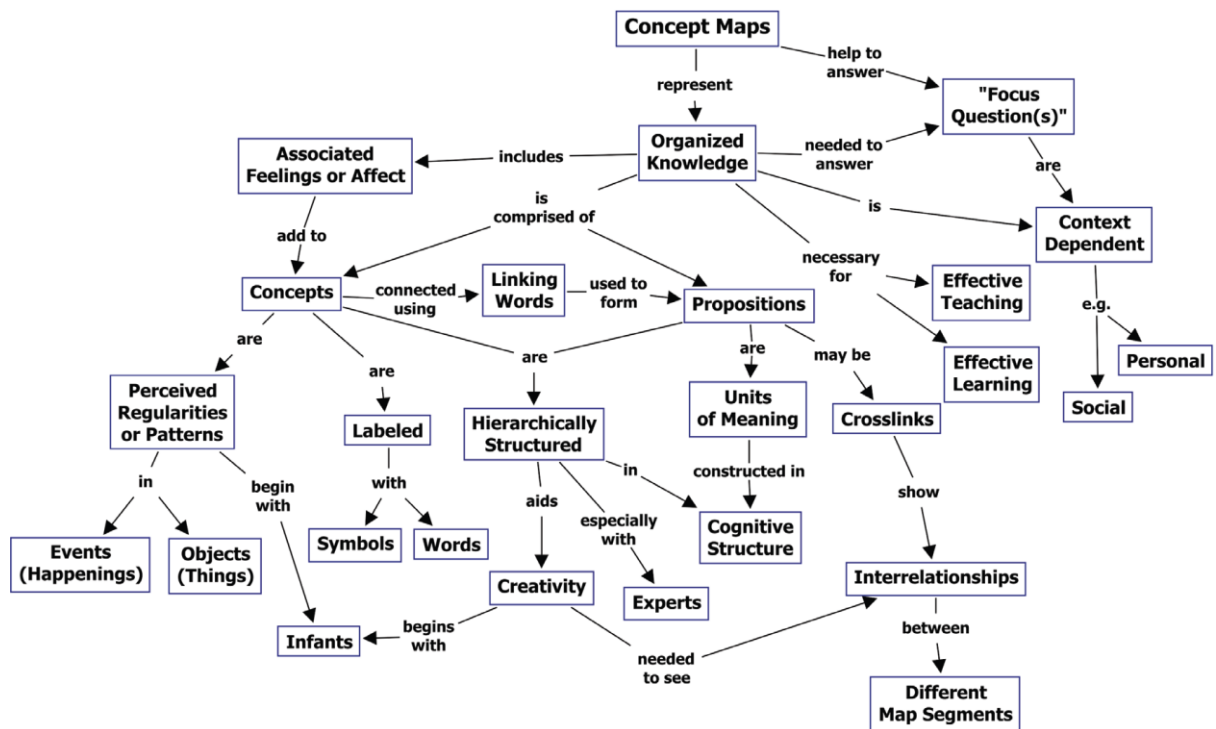 Concept Maps
help to
answer
represent
"Focus
Question(s)"
Organized
Knowledge
needed to
answer
Associated
Feelings or Affect
includes
are
is
comprised of
is
Context
Dependent
add to
necessary
for
Concepts
connected
using
Linking
Words
used to
form
Propositions
Effective
Teaching
e.g.
are
are
are
are
may be
Effective
Learning
Personal
Perceived
Regularities
or Patterns
Labeled
Hierarchically
Structured
Units
of Meaning
Crosslinks
Social
in
begin
with
with
aids
especially
with
in
constructed in
show
Events
(Happenings)
Objects
(Things)
Symbols
Words
Cognitive
Structure
Creativity
Experts
Interrelationships
Infants
begins
with
needed
to see
between
Different
Map Segments